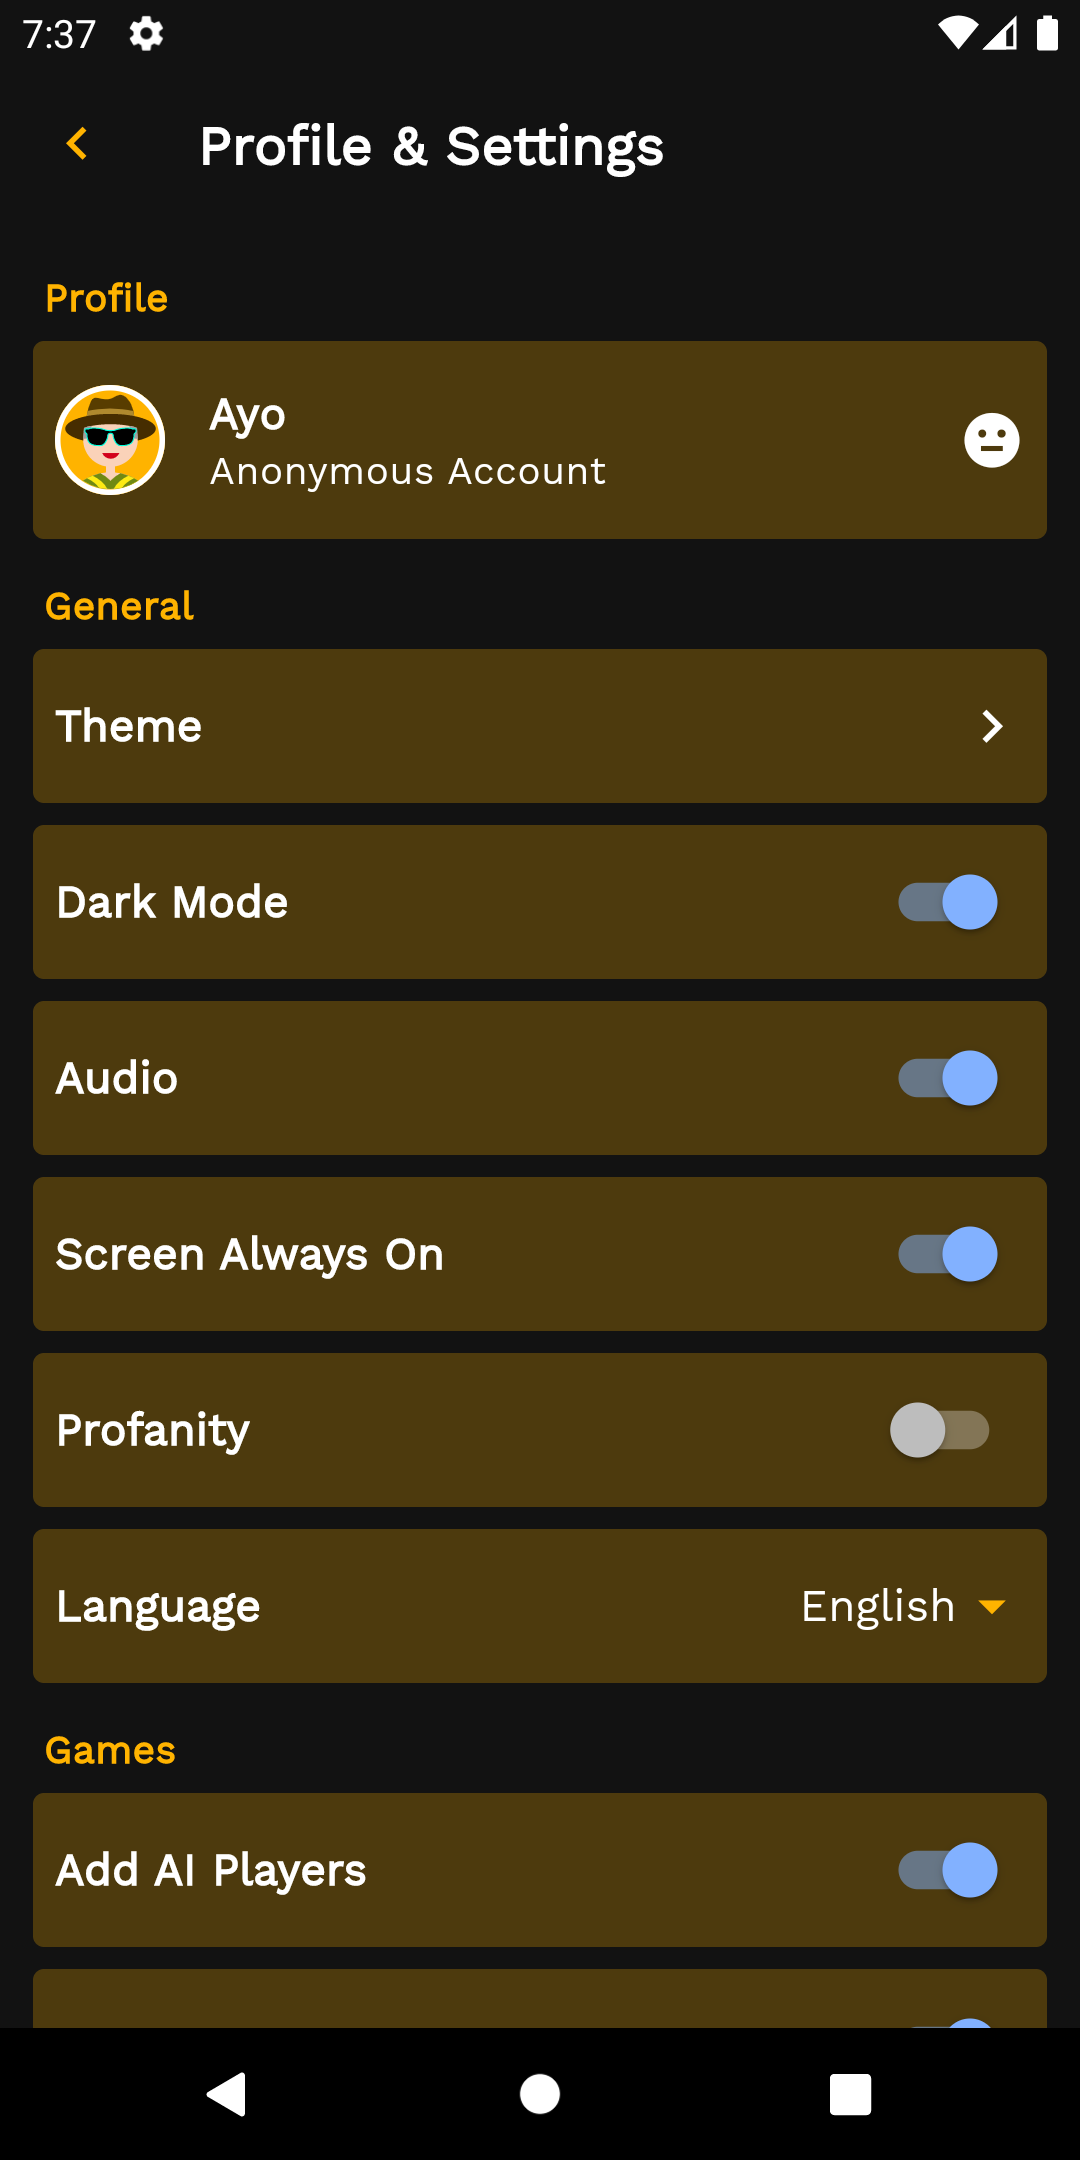 7:37
Profile & Settings
Profile
Ayo
Anonymous Account
General
Theme
Dark Mode
Audio
Screen Always On
Profanity
Language
English
Games
Add AI Players